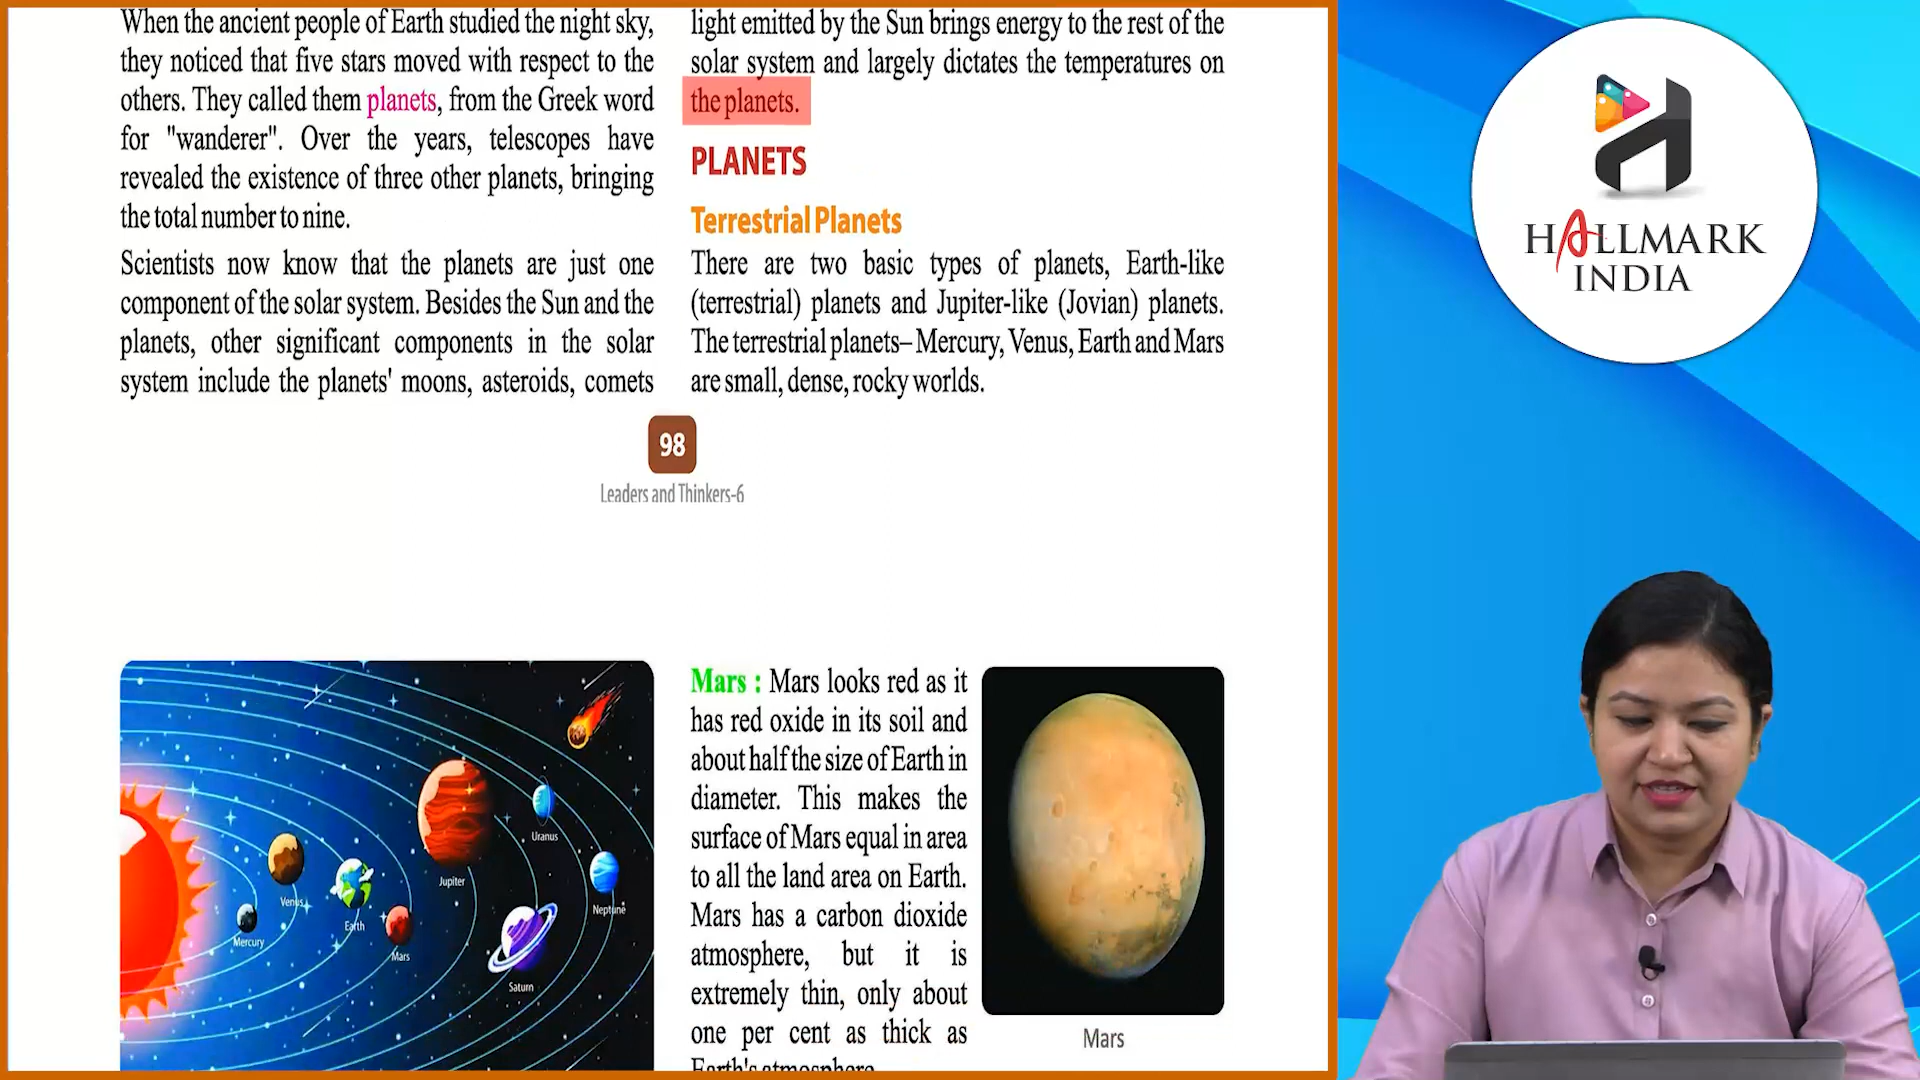 When the ancient people of Earth studied the night sky,
they noticed that five stars moved with respect to the
others. They called them planets, from the Greek word
for "wanderer". Over the years, telescopes have
revealed the existence of three other planets, bringing
the total number to nine.
Scientists now know that the planets are just one
component of the solar system. Besides the Sun and the
planets, other significant components in the solar
system include the planets' moons, asteroids, comets
light emitted by the Sun brings energy to the rest of the
solar system and largely dictates the temperatures on
the planets.
PLANETS
Terrestrial Planets
There are two basic types of planets, Earth-like
(terrestrial) planets and Jupiter-like (Jovian) planets.
The terrestrial planets– Mercury, Venus, Earth and Mars
are small, dense, rocky worlds.
98
Leaders and Thinkers-6
Mercury
Venus
Earth
Mars
Jupiter
Saturn
Uranus
Neptune
Mars : Mars looks red as it
has red oxide in its soil and
about half the size of Earth in
diameter. This makes the
surface of Mars equal in area
to all the land area on Earth.
Mars has a carbon dioxide
atmosphere, but it is
extremely thin, only about
one per cent as thick as
Earth's atmosphere
Mars
HALLMARK
INDIA